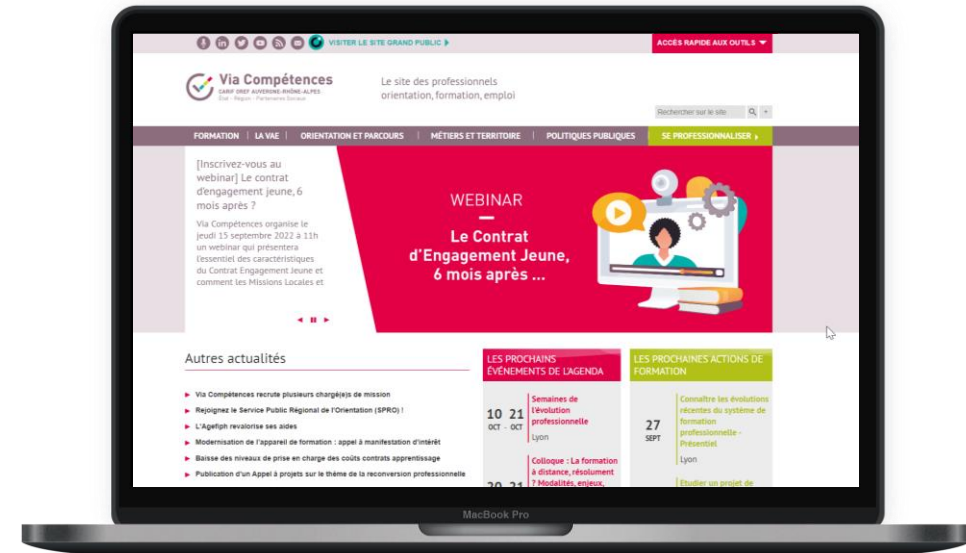 VISITER LE SITE GRAND PUBLIC
ACCÈS RAPIDE AUX OUTILS
Via Compétences
CARIF OREF AUVERGNE-RHÔNE-ALPES
État - Région - Partenaires Sociaux
Le site des professionnels
orientation, formation, emploi
Rechercher sur le site
FORMATION
LA VAE
ORIENTATION ET PARCOURS
MÉTIERS ET TERRITOIRE
POLITIQUES PUBLIQUES
SE PROFESSIONNALISER
[Inscrivez-vous au
webinar] Le contrat
d'engagement jeune, 6
mois après ?
Via Compétences organise le
jeudi 15 septembre 2022 à 11h
un webinar qui présentera
l'essentiel des caractéristiques
du Contrat Engagement Jeune et
comment les Missions Locales et
WEBINAR
Le Contrat
d'Engagement Jeune,
6 mois après ...
Autres actualités
Via Compétences recrute plusieurs chargé(e)s de mission
Rejoignez le Service Public Régional de l'Orientation (SPRO) !
L'Agefiph revalorise ses aides
Modernisation de l'appareil de formation : appel à manifestation d'intérêt
Baisse des niveaux de prise en charge des coûts contrats apprentissage
Publication d'un Appel à projets sur le thème de la reconversion professionnelle
LES PROCHAINS
ÉVÉNEMENTS DE L'AGENDA
10 21
OCT - OCT
Semaines de
l'évolution
professionnelle
Lyon
20 21
Colloque : La formation
à distance, résolument
? Modalités, enjeux,
LES PROCHAINES ACTIONS DE
FORMATION
27
SEPT
Connaître les évolutions
récentes du système de
formation
professionnelle -
Présentiel
Lyon
Etudier un projet de
MacBook Pro